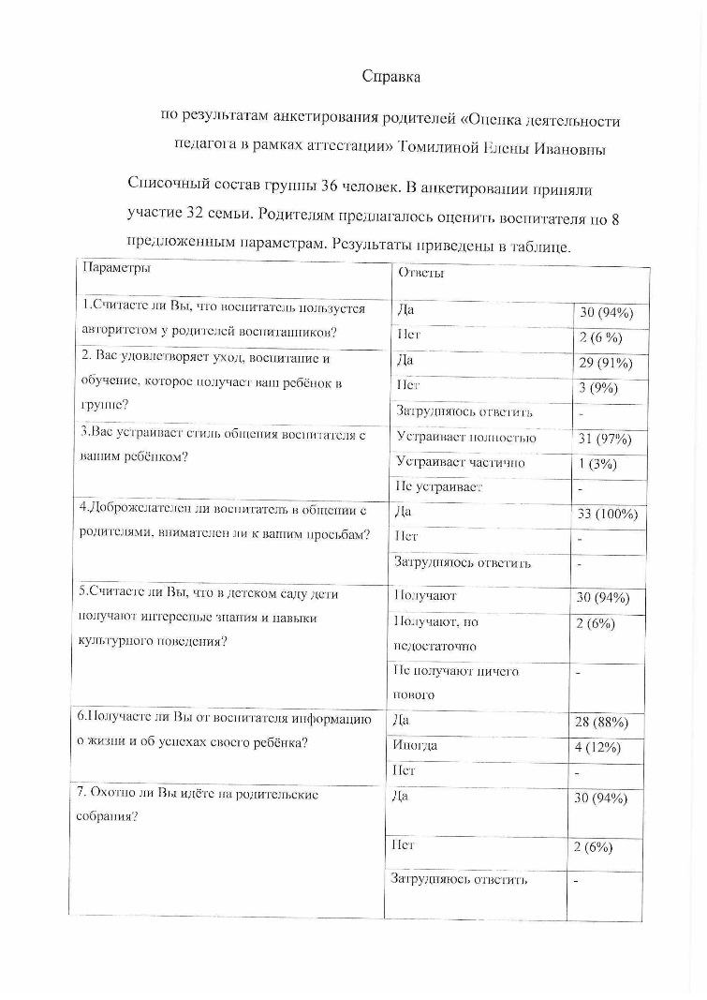 Справка
по результатам анкетирования родителей «Оценка деятельности
педагога в рамках аттестации» Томилиной Елены Ивановны
Списочный состав группы 36 человек. В анкетировании приняли
участие 32 семьи. Родителям предлагалось оценить воспитателя по 8
предложенным параметрам. Результаты приведены в таблице.
Параметры
Ответы
1.Считаете ли Вы, что воспитатель пользуется
авторитетом у родителей воспитанников?
Да
30 (94%)
Нет
2 (6 %)
2. Вас удовлетворяет уход, воспитание и
обучение, которое получает ваш ребёнок в
группе?
Да
29 (91%)
Нет
3 (9%)
Затрудняюсь ответить
-
3.Вас устраивает стиль общения воспитателя с
вашим ребёнком?
Устраивает полностью
31 (97%)
Устраивает частично
1 (3%)
Не устраивает
-
4.Доброжелателен ли воспитатель в общении с
родителями, внимателен ли к вашим просьбам?
Да
33 (100%)
Нет
-
Затрудняюсь ответить
-
5.Считаете ли Вы, что в детском саду дети
получают интересные знания и навыки
культурного поведения?
Получают
30 (94%)
Получают, но
недостаточно
2 (6%)
Не получают ничего
нового
-
6.Получаете ли Вы от воспитателя информацию
о жизни и об успехах своего ребёнка?
Да
28 (88%)
Иногда
4 (12%)
Нет
-
7. Охотно ли Вы идёте на родительские
собрания?
Да
30 (94%)
Нет
2 (6%)
Затрудняюсь ответить
-